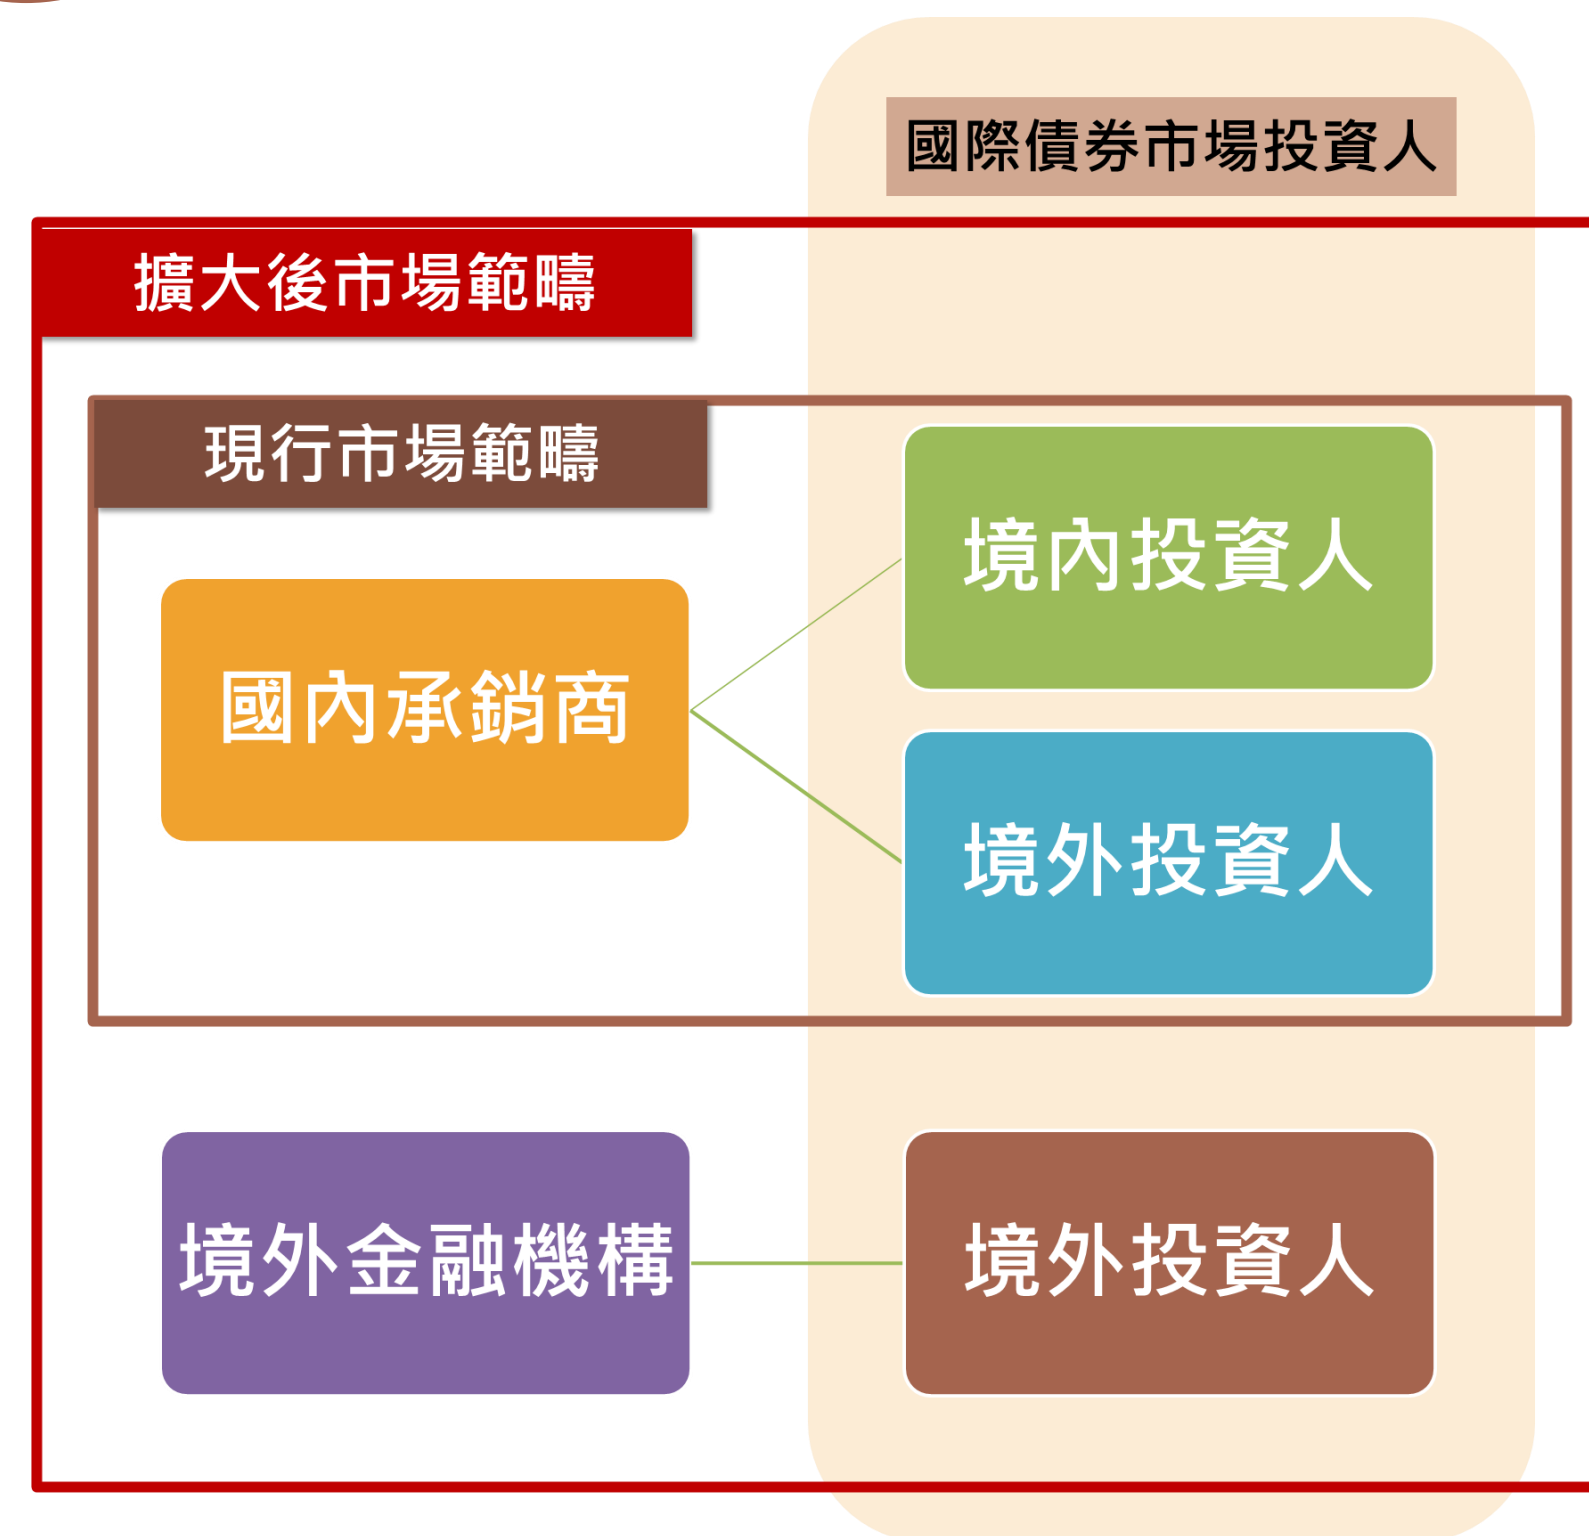 國際債券市場投資人
擴大後市場範疇
現行市場範疇
境內投資人
國內承銷商
境外投資人
境外金融機構
境外投資人